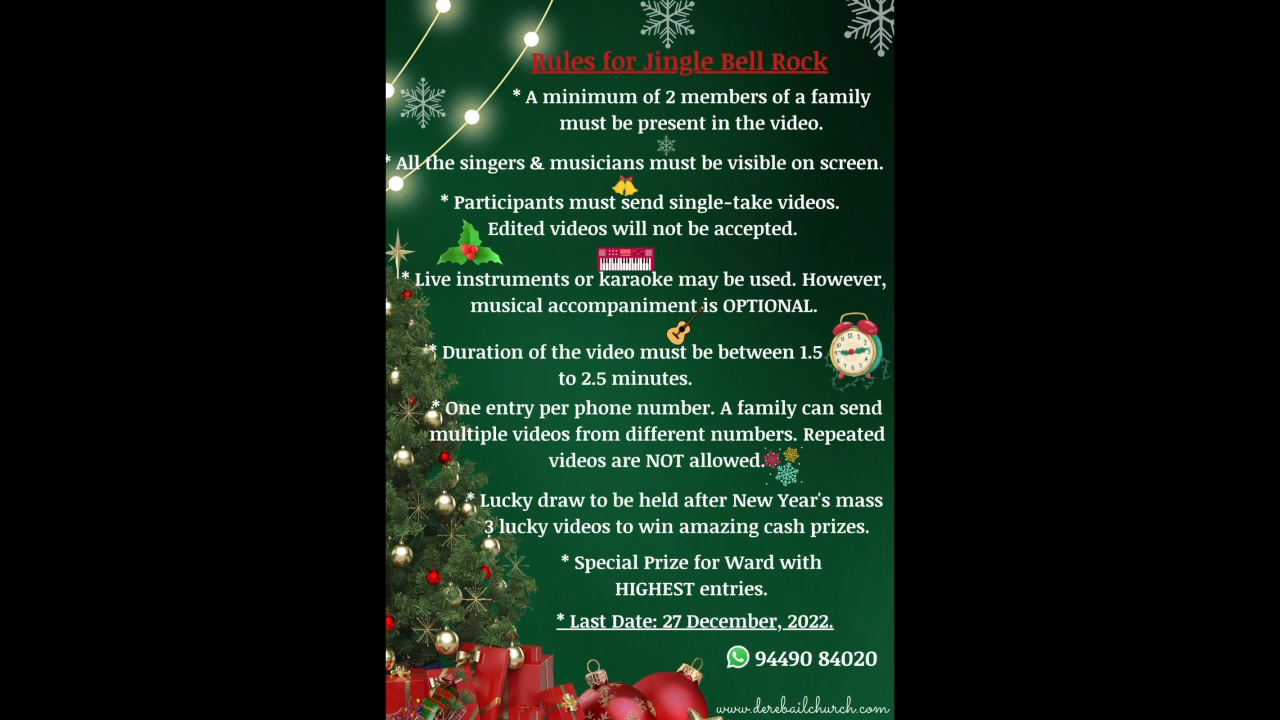 Rules for Jingle Bell Rock
* A minimum of 2 members of a family
must be present in the video.
* All the singers & musicians must be visible on screen.
* Participants must send single-take videos.
Edited videos will not be accepted.
* Live instruments or karaoke may be used. However,
musical accompaniment is OPTIONAL.
* Duration of the video must be between 1.5
to 2.5 minutes.
* One entry per phone number. A family can send
multiple videos from different numbers. Repeated
videos are NOT allowed.
* Lucky draw to be held after New Year's mass
3 lucky videos to win amazing cash prizes.
* Special Prize for Ward with
HIGHEST entries.
* Last Date: 27 December, 2022.
94490 84020
www.derebailchurch.com